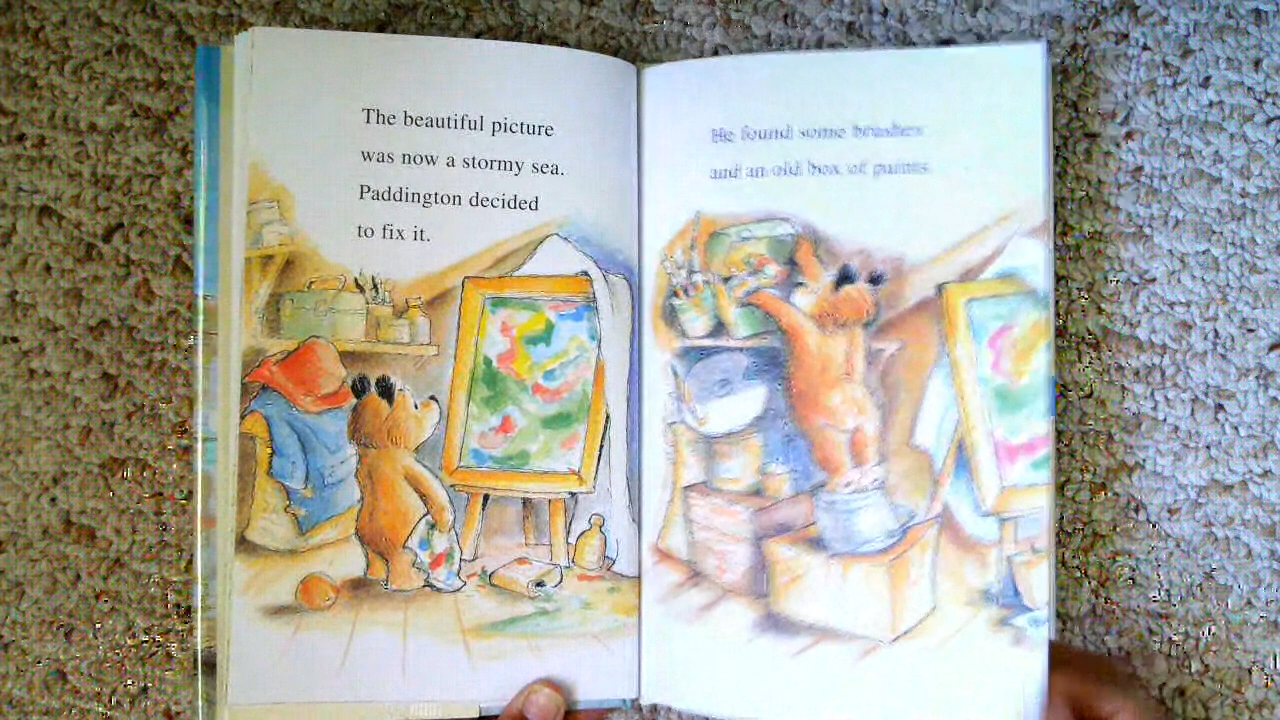 The beautiful picture
was now a stormy sea.
Paddington decided
to fix it.
He found some brushes
and an old box of paints.